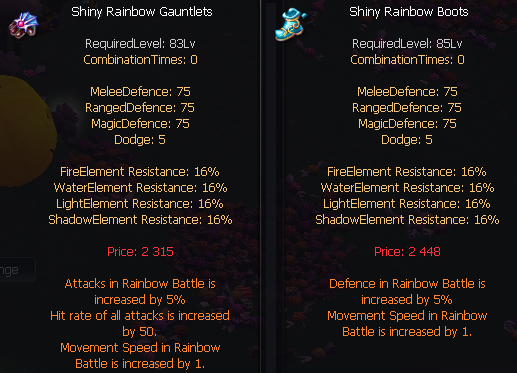 Shiny Rainbow Gauntlets
RequiredLevel: 83Lv
CombinationTimes: 0
MeleeDefence: 75
RangedDefence: 75
MagicDefence: 75
Dodge: 5
FireElement Resistance: 16%
WaterElement Resistance: 16%
LightElement Resistance: 16%
ShadowElement Resistance: 16%
Price: 2 315
Attacks in Rainbow Battle is
increased by 5%
Hit rate of all attacks is increased
by 50.
Movement Speed in Rainbow
Battle is increased by 1.
Shiny Rainbow Boots
RequiredLevel: 85Lv
CombinationTimes: 0
MeleeDefence: 75
RangedDefence: 75
MagicDefence: 75
Dodge: 5
FireElement Resistance: 16%
WaterElement Resistance: 16%
LightElement Resistance: 16%
ShadowElement Resistance: 16%
Price: 2 448
Defence in Rainbow Battle is
increased by 5%
Movement Speed in Rainbow
Battle is increased by 1.
nge